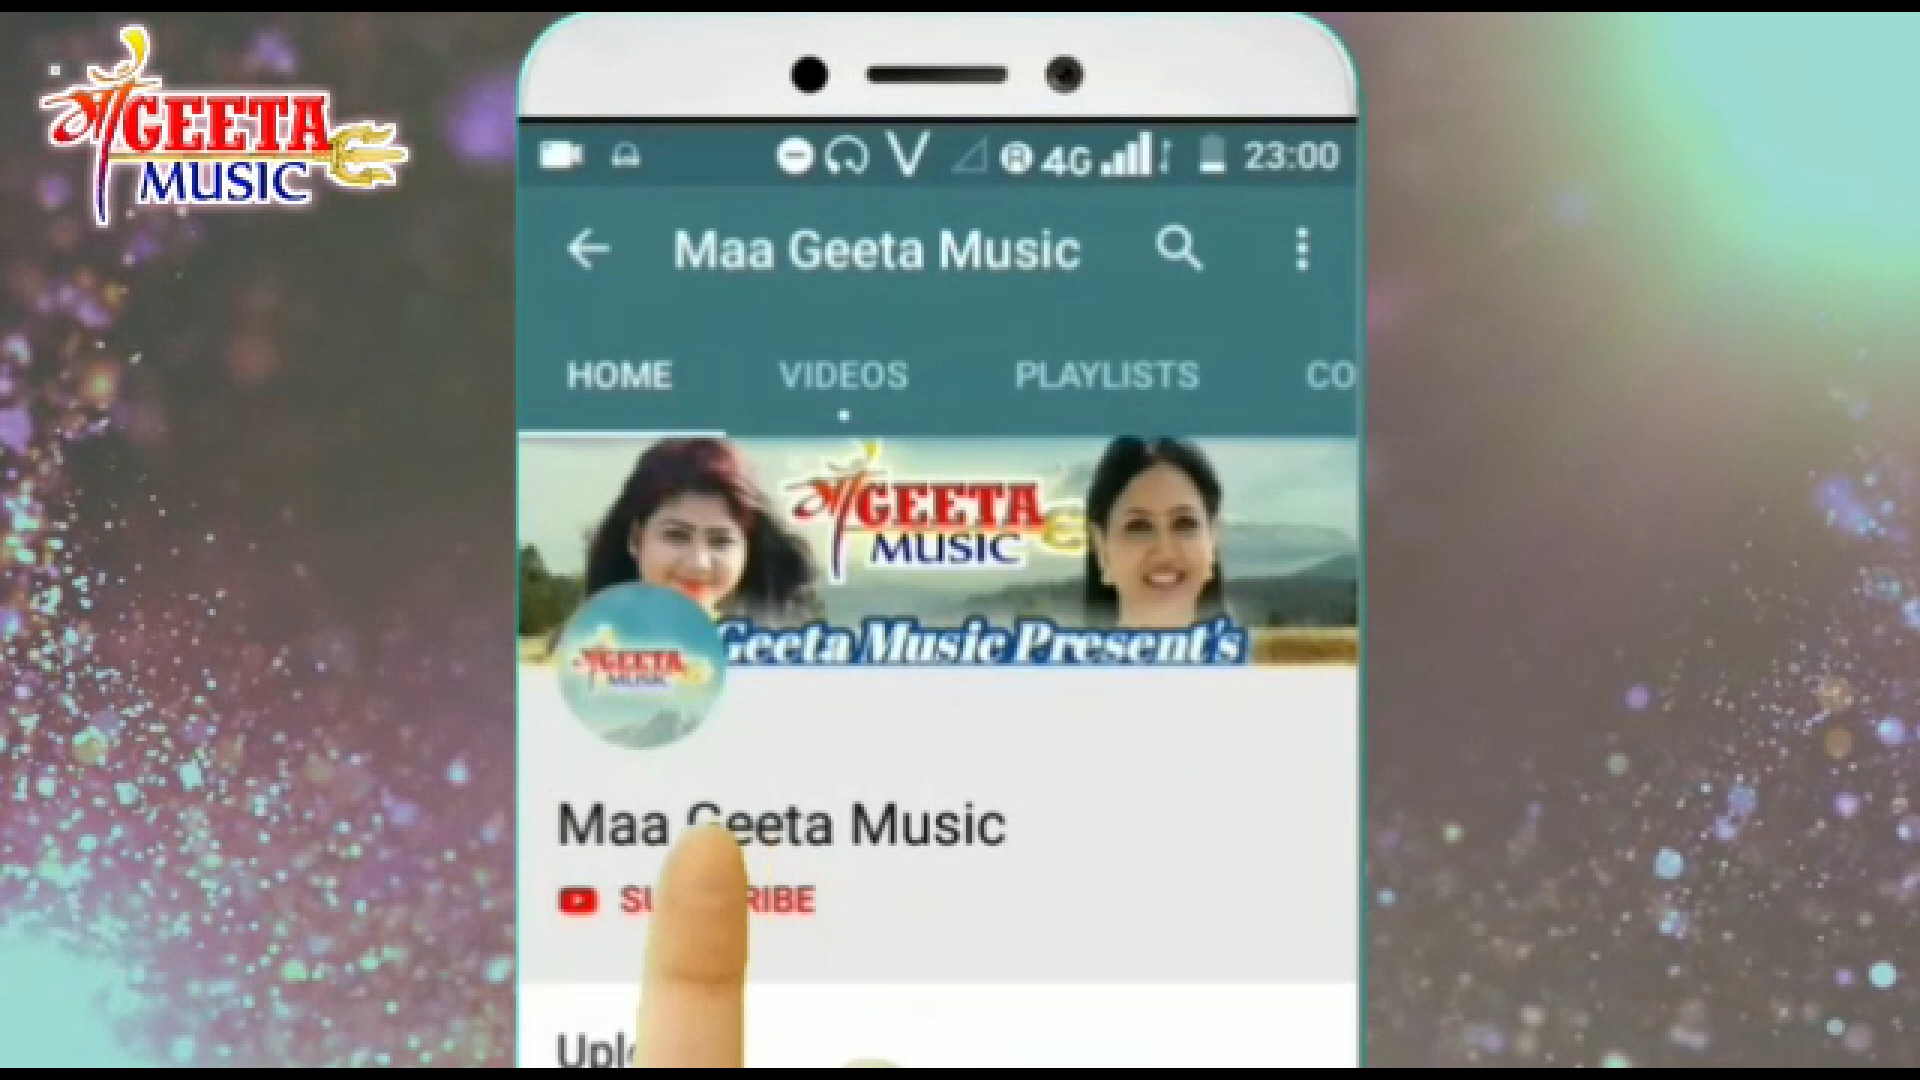 माँ GEETA
MUSIC
4G 23:00
Maa Geeta Music
HOME VIDEOS PLAYLISTS CO
माँ GEETA
MUSIC
Geeta Music Present's
माँ GEETA
MUSIC
Maa Geeta Music
SU RIBE
Uplo